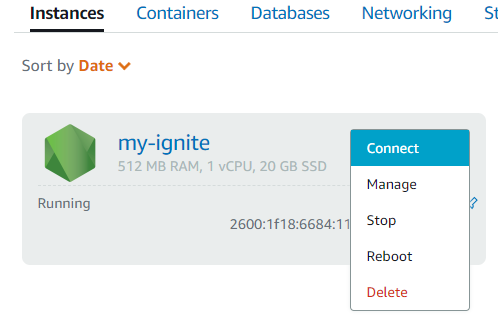 Instances Containers Databases Networking
Sort by Date
my-ignite
512 MB RAM, 1 vCPU, 20 GB SSD
Running
2600:1f18:6684:11
Connect
Manage
Stop
Reboot
Delete